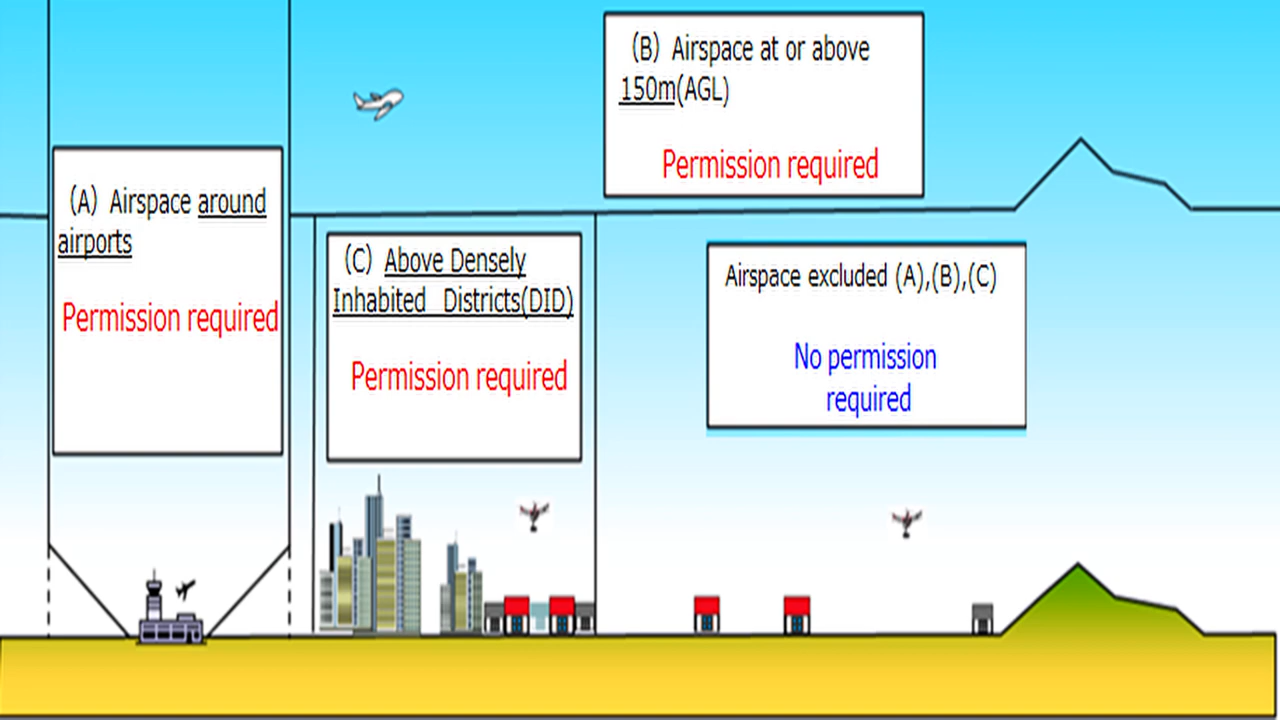 (A) Airspace around
airports
Permission required
(B) Airspace at or above
150m(AGL)
Permission required
(C) Above Densely
Inhabited Districts(DID)
Permission required
Airspace excluded (A),(B),(C)
No permission
required